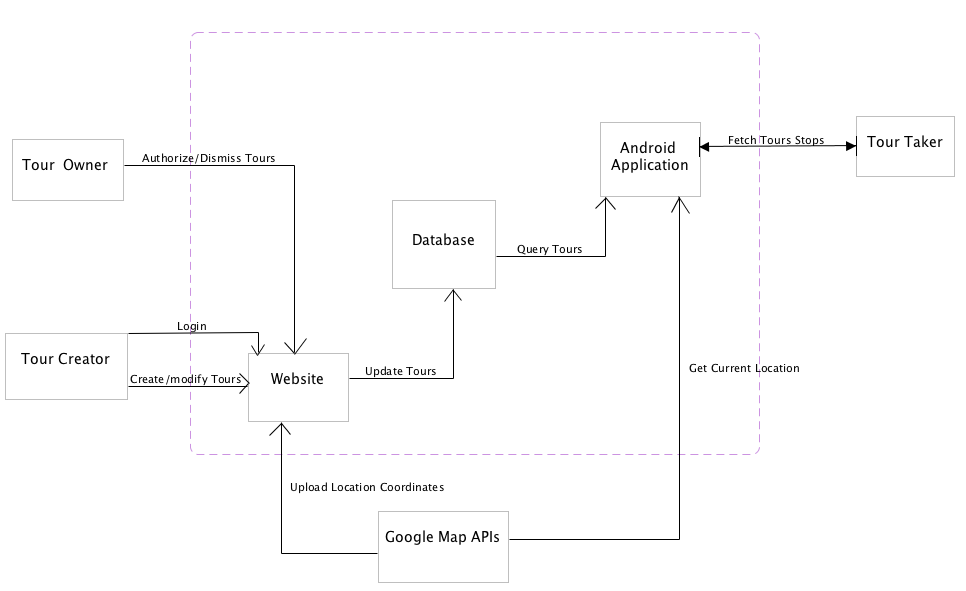 Tour  Owner
Authorize/Dismiss Tours
Android
Application
Fetch Tours Stops
Tour Taker
Database
Query Tours
Login
Tour Creator
Create/modify Tours
Website
Update Tours
Get Current Location
Upload Location Coordinates
Google Map APIs